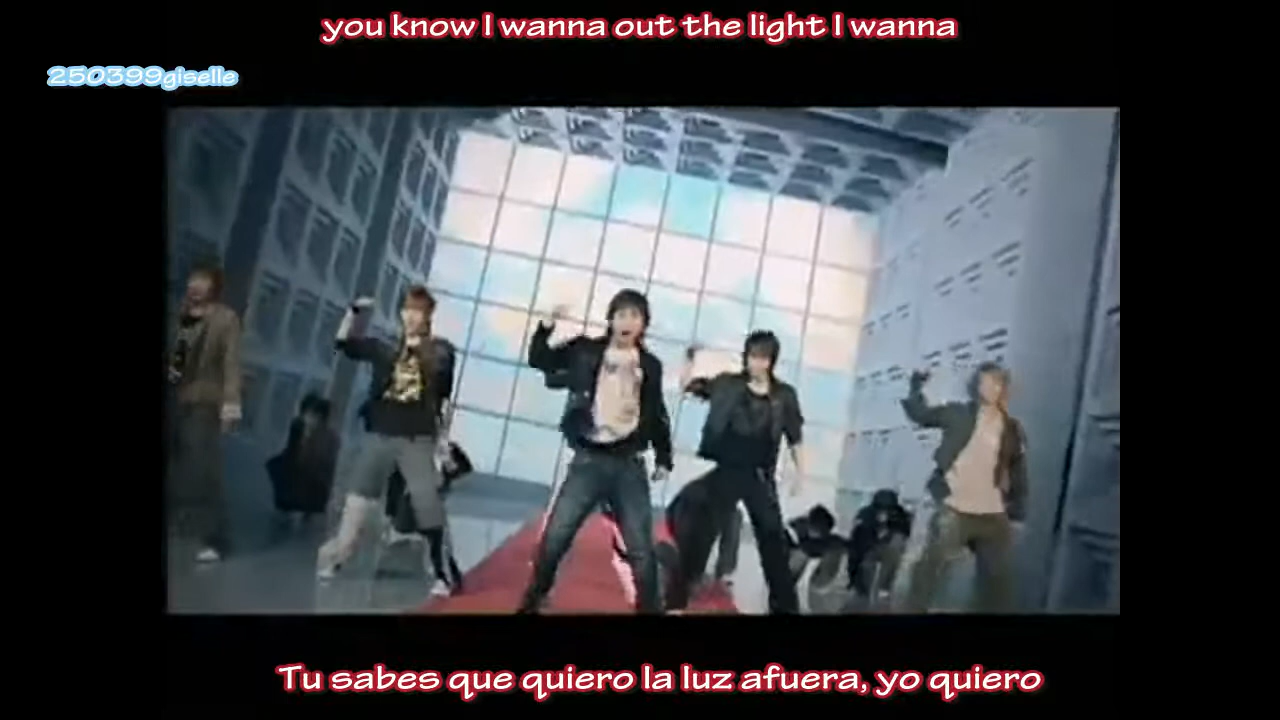 you know I wanna out the light I wanna
250399giselle
Tu sabes que quiero la luz afuera, yo quiero